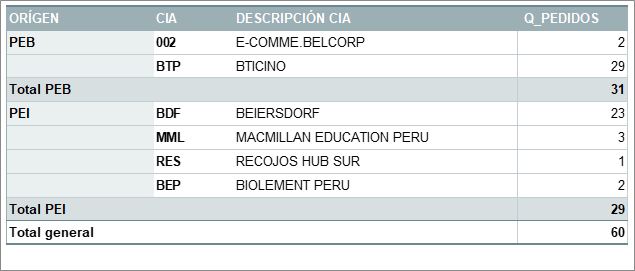 ORÍGEN CIA DESCRIPCIÓN CIA Q_PEDIDOS
PEB 002 E-COMME.BELCORP 2
BTP BTICINO 29
Total PEB 31
PEI BDF BEIERSDORF 23
MML MACMILLAN EDUCATION PERU 3
RES RECOJOS HUB SUR 1
BEP BIOLEMENT PERU 2
Total PEI 29
Total general 60